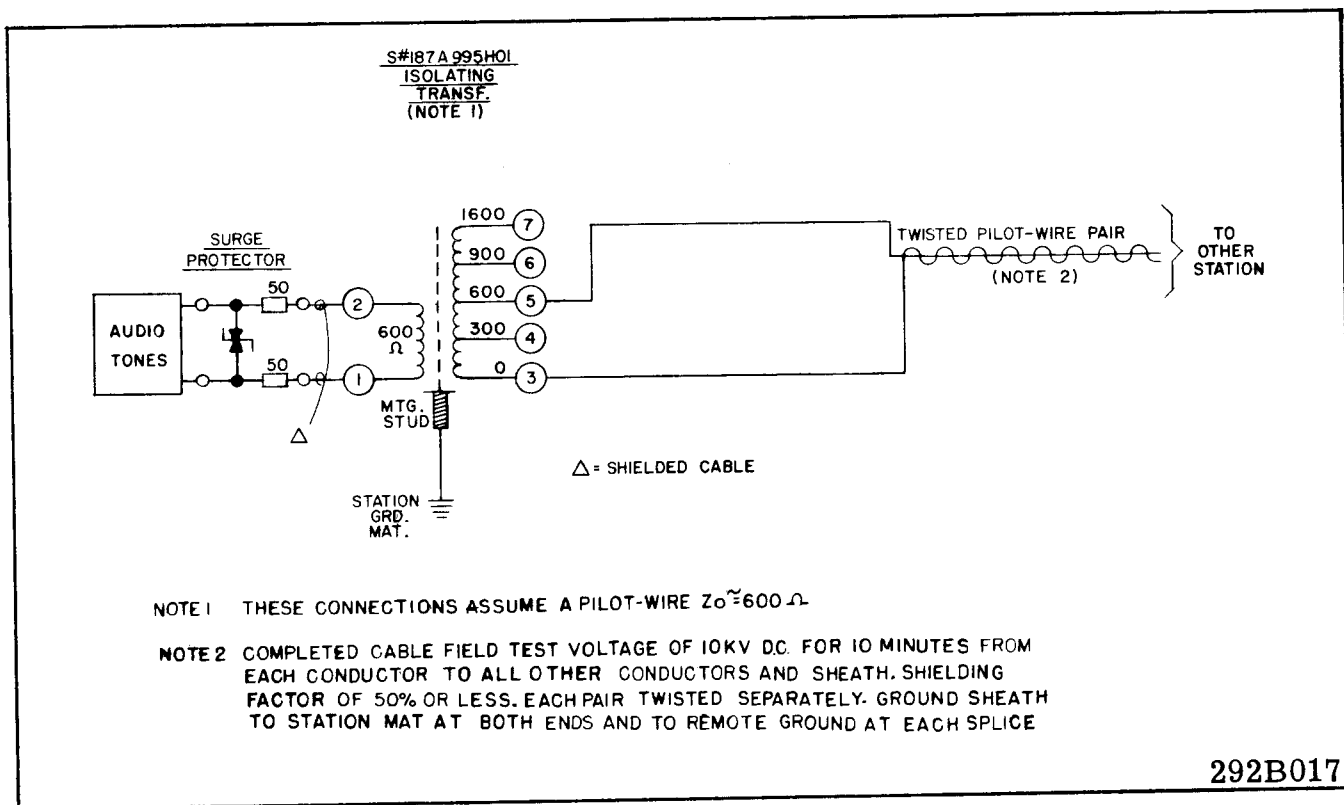 S#187A995H01
ISOLATING
TRANSF.
(NOTE 1)
SURGE
PROTECTOR
AUDIO
TONES
50
50
2
1
600
Ω
1600
7
900
6
600
5
300
4
0
3
MTG.
STUD
STATION
GRD.
MAT.
TWISTED PILOT-WIRE PAIR
(NOTE 2)
TO
OTHER
STATION
△
△ = SHIELDED CABLE
NOTE 1 THESE CONNECTIONS ASSUME A PILOT-WIRE Zo ≅ 600 Ω
NOTE 2 COMPLETED CABLE FIELD TEST VOLTAGE OF 10KV D.C. FOR 10 MINUTES FROM
EACH CONDUCTOR TO ALL OTHER CONDUCTORS AND SHEATH. SHIELDING
FACTOR OF 50% OR LESS. EACH PAIR TWISTED SEPARATELY. GROUND SHEATH
TO STATION MAT AT BOTH ENDS AND TO REMOTE GROUND AT EACH SPLICE
292B017